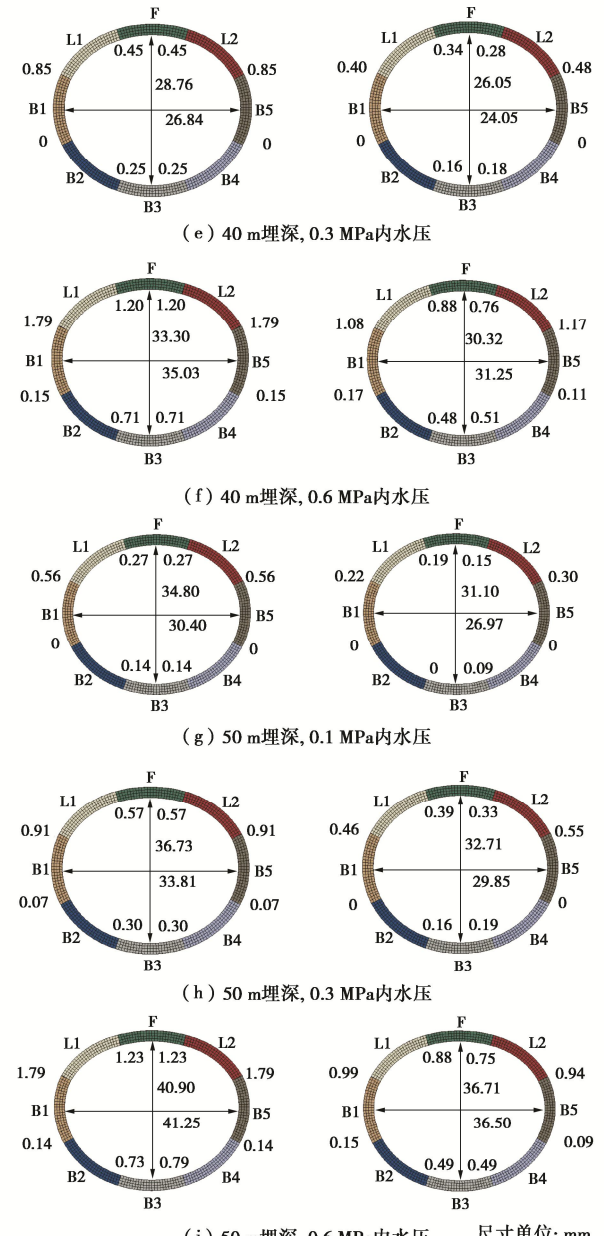 F F
L1 L2 L1 L2
0.45 0.45 0.34 0.28
0.85 0.85 0.40 0.48
28.76 26.05
B1 B5 B1 B5
26.84 24.05
0 0 0 0
0.25 0.25 0.16 0.18
B2 B4 B2 B4
B3 B3
(e) 40 m埋深, 0.3 MPa内水压
F F
L1 L2 L1 L2
1.20 1.20 0.88 0.76
1.79 1.79 1.08 1.17
33.30 30.32
B1 B5 B1 B5
35.03 31.25
0.15 0.15 0.17 0.11
0.71 0.71 0.48 0.51
B2 B4 B2 B4
B3 B3
(f) 40 m埋深, 0.6 MPa内水压
F F
L1 L2 L1 L2
0.27 0.27 0.19 0.15
0.56 0.56 0.22 0.30
34.80 31.10
B1 B5 B1 B5
30.40 26.97
0 0 0 0
0.14 0.14 0 0.09
B2 B4 B2 B4
B3 B3
(g) 50 m埋深, 0.1 MPa内水压
F F
L1 L2 L1 L2
0.57 0.57 0.39 0.33
0.91 0.91 0.46 0.55
36.73 32.71
B1 B5 B1 B5
33.81 29.85
0.07 0.07 0 0
0.30 0.30 0.16 0.19
B2 B4 B2 B4
B3 B3
(h) 50 m埋深, 0.3 MPa内水压
F F
L1 L2 L1 L2
1.23 1.23 0.88 0.75
1.79 1.79 0.99 0.94
40.90 36.71
B1 B5 B1 B5
41.25 36.50
0.14 0.14 0.15 0.09
0.73 0.79 0.49 0.49
B2 B4 B2 B4
B3 B3
(i) 50 m埋深, 0.6 MPa内水压 尺寸单位: mm